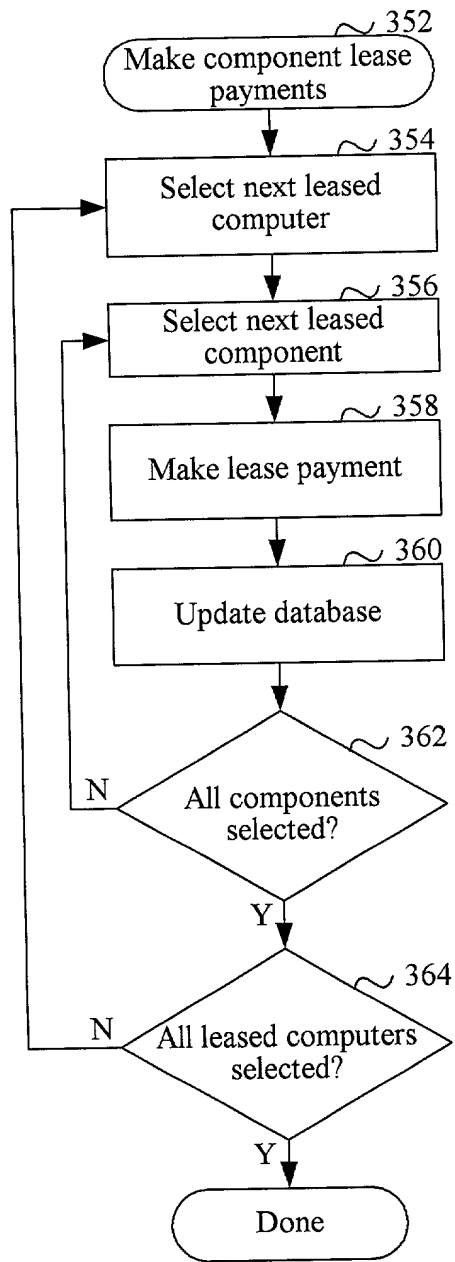 352
Make component lease
payments
354
Select next leased
computer
356
Select next leased
component
358
Make lease payment
360
Update database
362
All components
selected?
N
Y
364
All leased computers
selected?
N
Y
Done